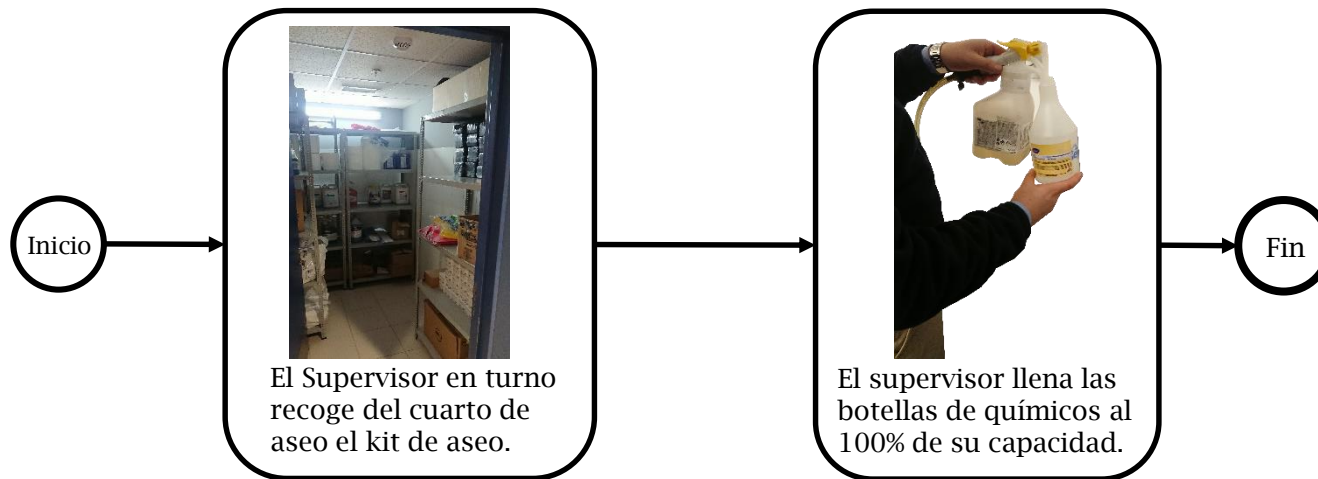 Inicio
El Supervisor en turno
recoge del cuarto de
aseo el kit de aseo.
El supervisor llena las
botellas de químicos al
100% de su capacidad.
Fin